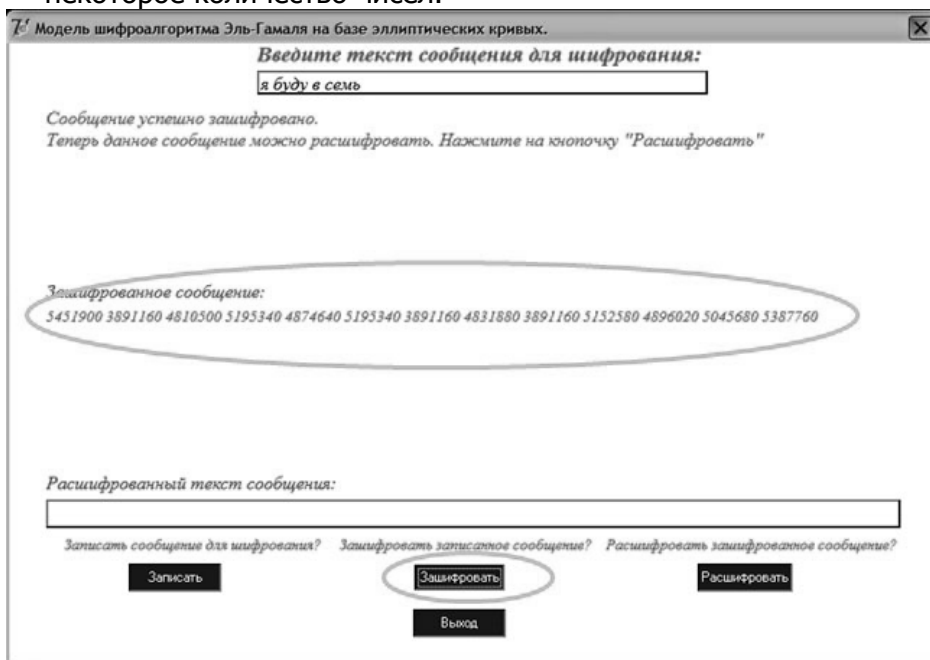 некоторое количество чисел.
Модель шифроалгоритма Эль-Гамаля на базе эллиптических кривых.
Введите текст сообщения для шифрования:
я буду в семь
Сообщение успешно зашифровано.
Теперь данное сообщение можно расшифровать. Нажмите на кнопочку "Расшифровать"
Зашифрованное сообщение:
5451900 3891160 4810500 5195340 4874640 5195340 3891160 4831880 3891160 5152580 4896020 5045680 5387760
Расшифрованный текст сообщения:
Записать сообщение для шифрования? Зашифровать записанное сообщение? Расшифровать зашифрованное сообщение?
Записать Зашифровать Расшифровать
Выход